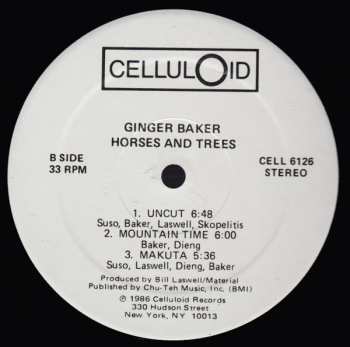 CELLULOID
GINGER BAKER
HORSES AND TREES
B SIDE
33 RPM
CELL 6126
STEREO
1. UNCUT 6:48
Suso, Baker, Laswell, Skopelitis
2. MOUNTAIN TIME 6:00
Baker, Dieng
3. MAKUTA 5:36
Suso, Laswell, Dieng, Baker
Produced by Bill Laswell/Material
Published by Chu-Teh Music, Inc. (BMI)
℗ 1986 Celluloid Records
330 Hudson Street
New York, NY 10013